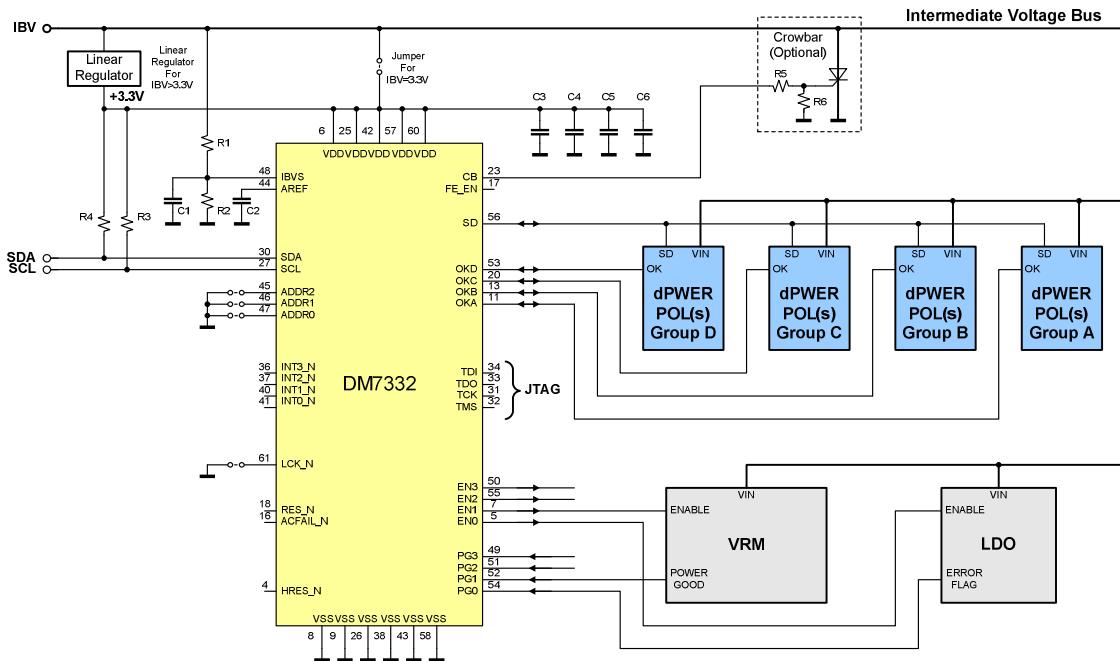 Intermediate Voltage Bus
IBV
Linear
Regulator
+3.3V
Linear
Regulator
For
IBV>3.3V
Jumper
For
IBV=3.3V
Crowbar
(Optional)
R5
R6
C3 C4 C5 C6
6 25 42 57 60
VDD VDD VDD VDD VDD
R1
R2
C1
C2
R4
R3
48 IBVS
44 AREF
SDA
SCL
30 SDA
27 SCL
45 ADDR2
46 ADDR1
47 ADDR0
36 INT3_N
37 INT2_N
40 INT1_N
41 INT0_N
61 LCK_N
18 RES_N
16 ACFAIL_N
4 HRES_N
DM7332
CB 23
FE_EN 17
SD 56
OKD 53
OKC 20
OKB 13
OKA 11
TDI 34
TDO 33
TCK 31
TMS 32
JTAG
EN3 50
EN2 55
EN1 7
EN0 5
PG3 49
PG2 51
PG1 52
PG0 54
VSS VSS VSS VSS VSS VSS
8 9 26 38 43 58
SD VIN
OK
dPWER
POL(s)
Group D
SD VIN
OK
dPWER
POL(s)
Group C
SD VIN
OK
dPWER
POL(s)
Group B
SD VIN
OK
dPWER
POL(s)
Group A
VIN
ENABLE
VRM
POWER
GOOD
VIN
ENABLE
LDO
ERROR
FLAG